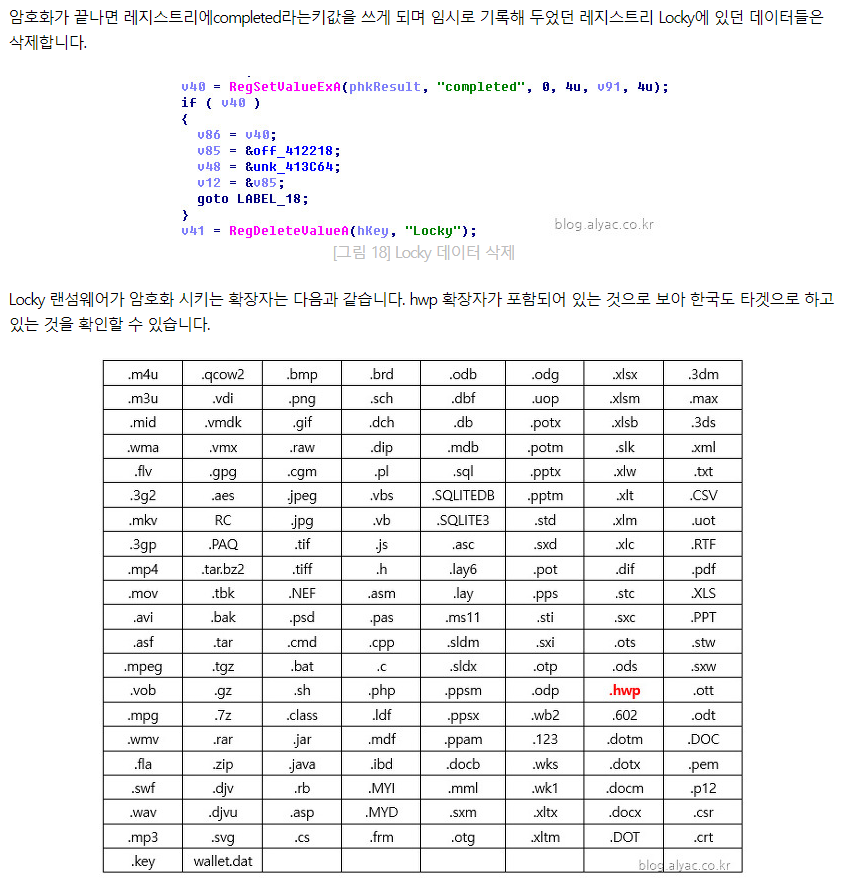 암호화가 끝나면 레지스트리에completed라는키값을 쓰게 되며 임시로 기록해 두었던 레지스트리 Locky에 있던 데이터들은
삭제합니다.
v40 = RegSetValueExA(phkResult, "completed", 0, 4u, v91, 4u);
if ( v40 )
{
v86 = v40;
v85 = &off_412218;
v48 = &unk_413C64;
v12 = &v85;
goto LABEL_18;
}
v41 = RegDeleteValueA(hKey, "Locky");
blog.alyac.co.kr
[그림 18] Locky 데이터 삭제
Locky 랜섬웨어가 암호화 시키는 확장자는 다음과 같습니다. hwp 확장자가 포함되어 있는 것으로 보아 한국도 타겟으로 하고
있는 것을 확인할 수 있습니다.
.m4u .qcow2 .bmp .brd .odb .odg .xlsx .3dm
.m3u .vdi .png .sch .dbf .uop .xlsm .max
.mid .vmdk .gif .dch .db .potx .xlsb .3ds
.wma .vmx .raw .dip .mdb .potm .slk .xml
.flv .gpg .cgm .pl .sql .pptx .xlw .txt
.3g2 .aes .jpeg .vbs .SQLITEDB .pptm .xlt .CSV
.mkv RC .jpg .vb .SQLITE3 .std .xlm .uot
.3gp .PAQ .tif .js .asc .sxd .xlc .RTF
.mp4 .tar.bz2 .tiff .h .lay6 .pot .dif .pdf
.mov .tbk .NEF .asm .lay .pps .stc .XLS
.avi .bak .psd .pas .ms11 .sti .sxc .PPT
.asf .tar .cmd .cpp .sldm .sxi .ots .stw
.mpeg .tgz .bat .c .sldx .otp .ods .sxw
.vob .gz .sh .php .ppsm .odp .hwp .ott
.mpg .7z .class .ldf .ppsx .wb2 .602 .odt
.wmv .rar .jar .mdf .ppam .123 .dotm .DOC
.fla .zip .java .ibd .docb .wks .dotx .pem
.swf .djv .rb .MYI .mml .wk1 .docm .p12
.wav .djvu .asp .MYD .sxm .xltx .docx .csr
.mp3 .svg .cs .frm .otg .xltm .DOT .crt
.key wallet.dat
blog.alyac.co.kr